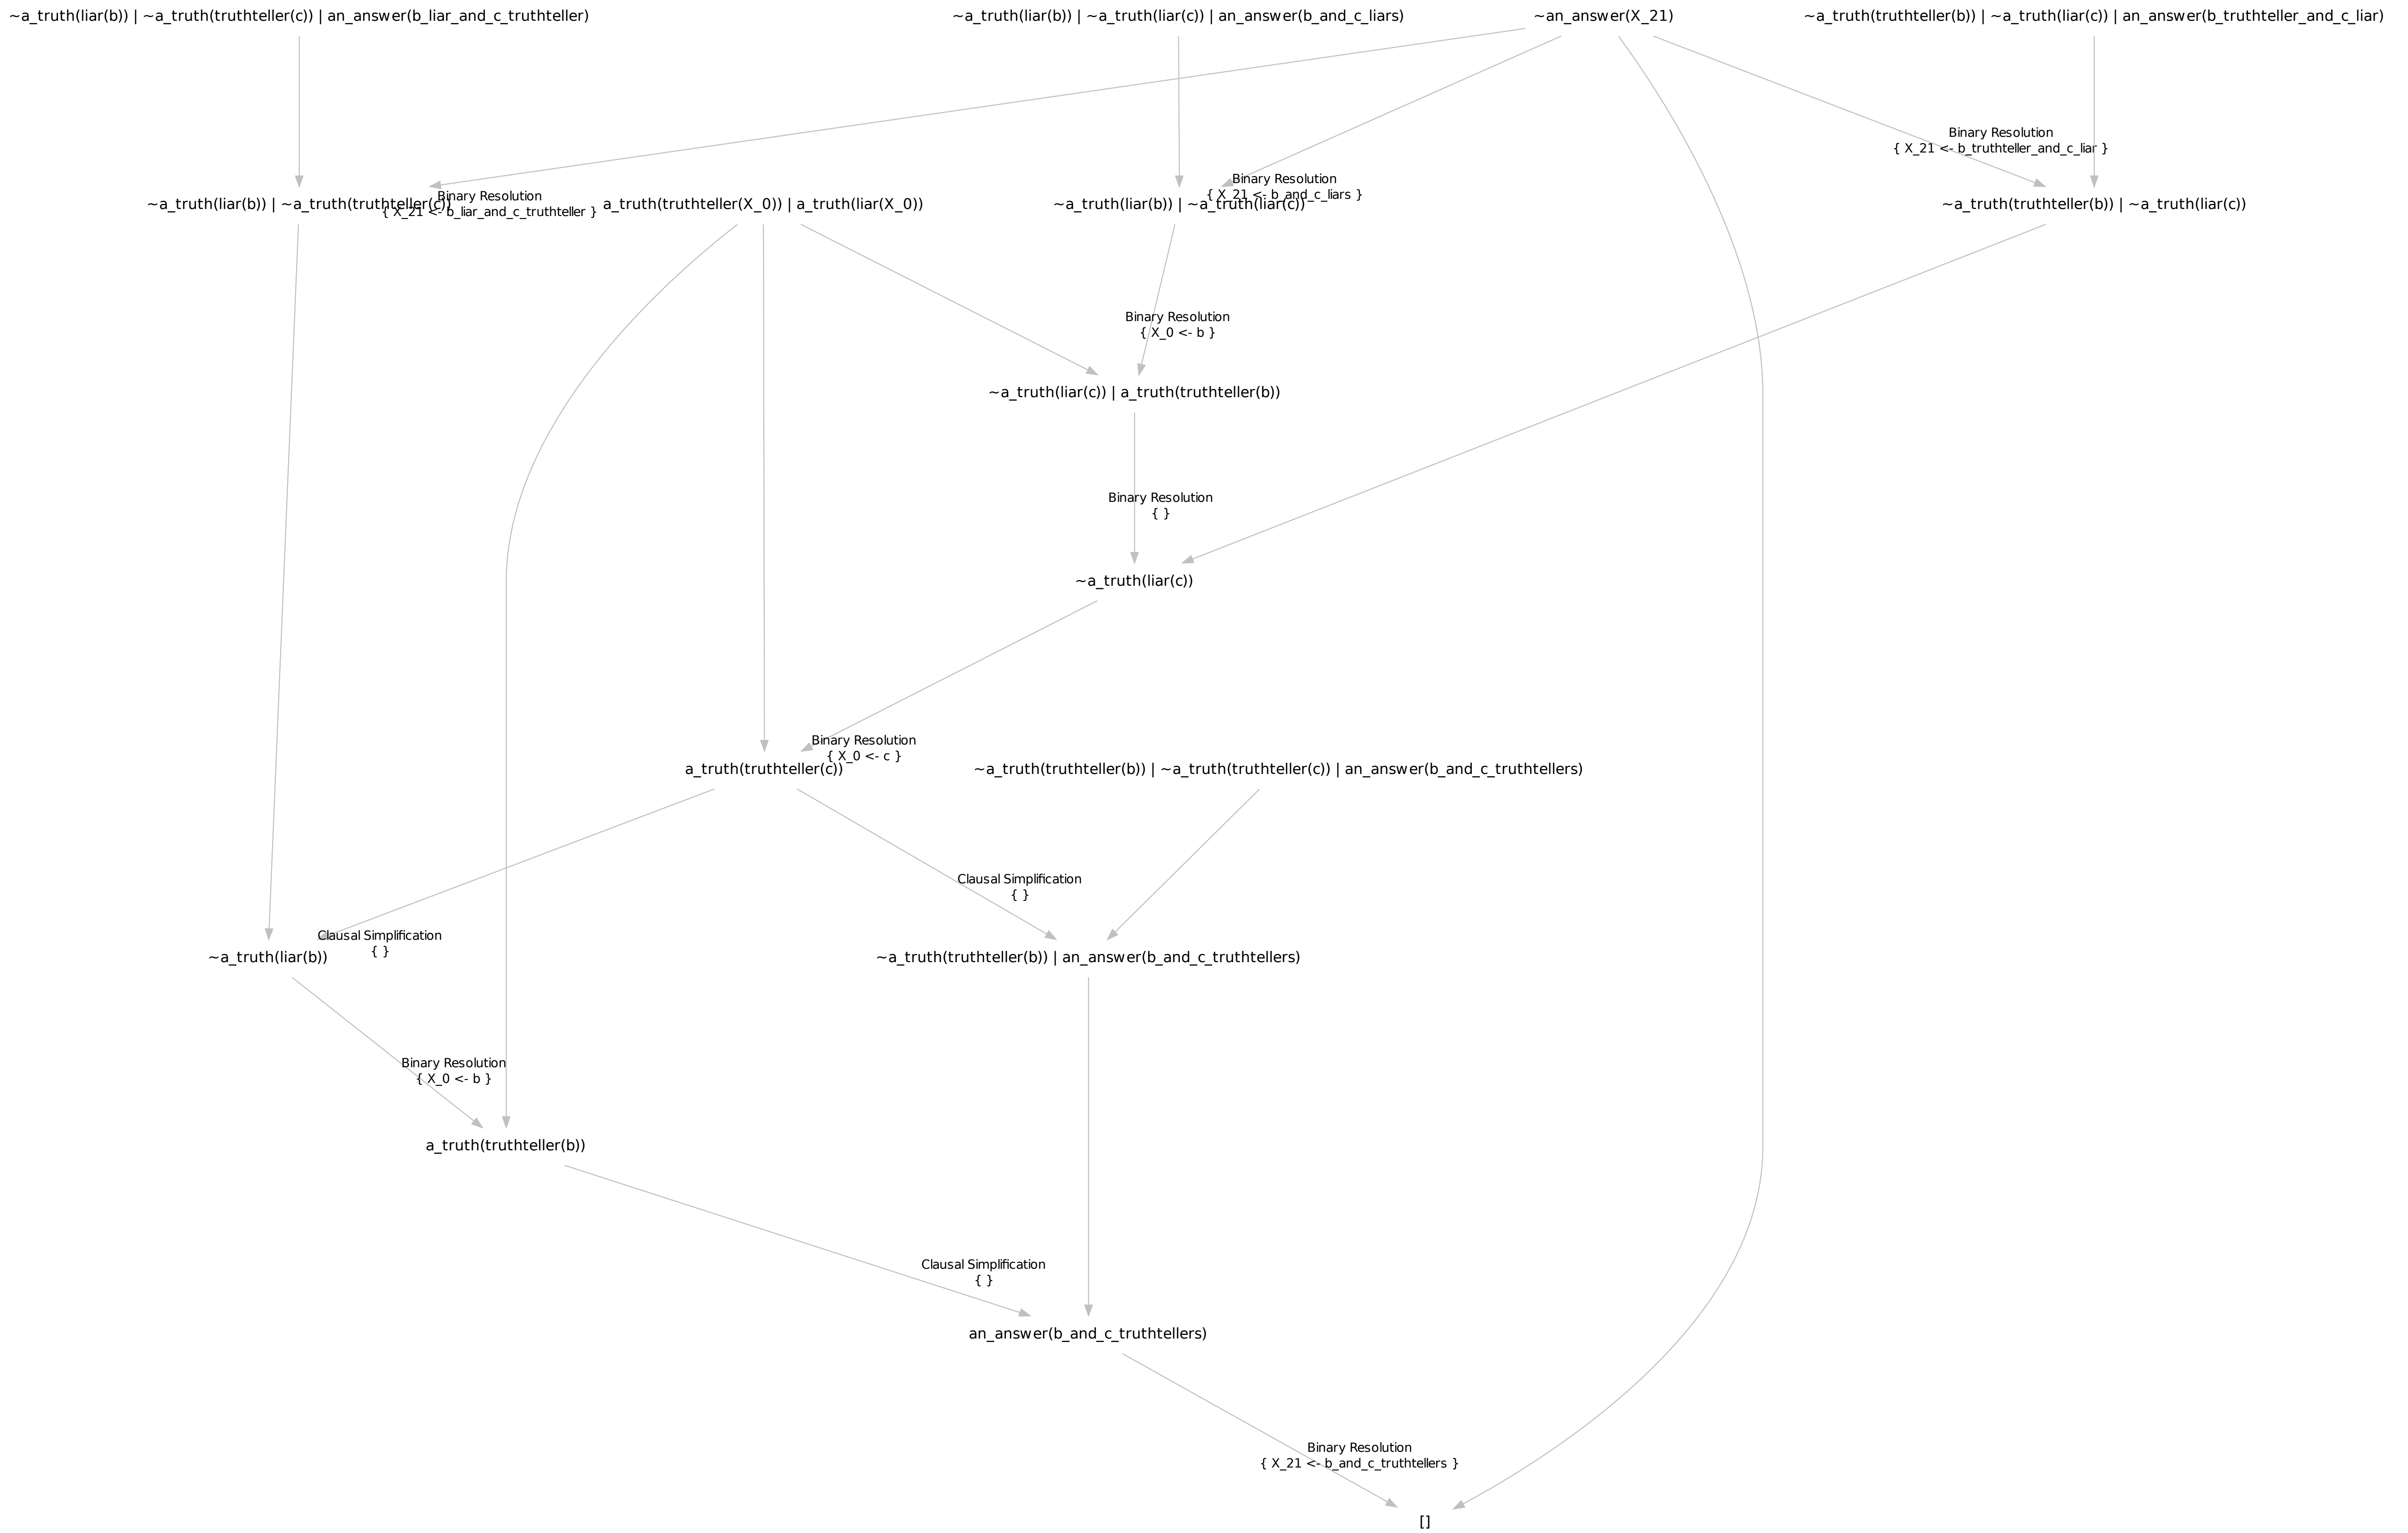 ~a_truth(liar(b)) | ~a_truth(truthteller(c)) | an_answer(b_liar_and_c_truthteller)
~a_truth(liar(b)) | ~a_truth(liar(c)) | an_answer(b_and_c_liars)
~an_answer(X_21)
~a_truth(truthteller(b)) | ~a_truth(liar(c)) | an_answer(b_truthteller_and_c_liar)
Binary Resolution
{ X_21 <- b_truthteller_and_c_liar }
Binary Resolution
{ X_21 <- b_and_c_liars }
Binary Resolution
{ X_21 <- b_liar_and_c_truthteller }
~a_truth(liar(b)) | ~a_truth(truthteller(c))
a_truth(truthteller(X_0)) | a_truth(liar(X_0))
~a_truth(liar(b)) | ~a_truth(liar(c))
~a_truth(truthteller(b)) | ~a_truth(liar(c))
Binary Resolution
{ X_0 <- b }
~a_truth(liar(c)) | a_truth(truthteller(b))
Binary Resolution
{ }
~a_truth(liar(c))
Binary Resolution
{ X_0 <- c }
a_truth(truthteller(c))
~a_truth(truthteller(b)) | ~a_truth(truthteller(c)) | an_answer(b_and_c_truthtellers)
Clausal Simplification
{ }
Clausal Simplification
{ }
~a_truth(liar(b))
~a_truth(truthteller(b)) | an_answer(b_and_c_truthtellers)
Binary Resolution
{ X_0 <- b }
a_truth(truthteller(b))
Clausal Simplification
{ }
an_answer(b_and_c_truthtellers)
Binary Resolution
{ X_21 <- b_and_c_truthtellers }
[]